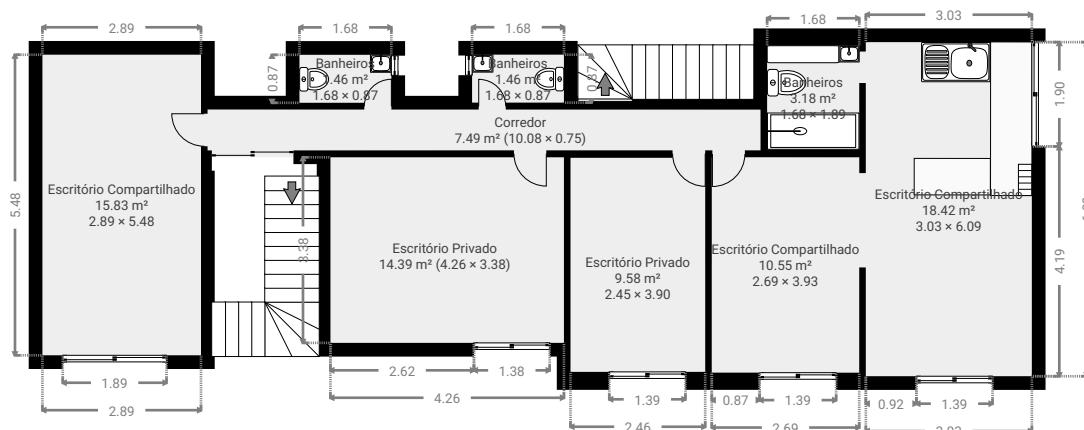 2.89
1.68
1.68
1.68
3.03
Banheiros
1.46 m²
1.68 × 0.87
0.87
Banheiros
1.46 m²
1.68 × 0.87
0.87
Banheiros
3.18 m²
1.68 × 1.89
1.90
Corredor
7.49 m² (10.08 × 0.75)
5.48
Escritório Compartilhado
15.83 m²
2.89 × 5.48
3.38
Escritório Privado
14.39 m² (4.26 × 3.38)
Escritório Privado
9.58 m²
2.45 × 3.90
Escritório Compartilhado
10.55 m²
2.69 × 3.93
Escritório Compartilhado
18.42 m²
3.03 × 6.09
4.19
1.89
2.89
2.62
1.38
4.26
1.39
2.46
0.87
1.39
2.69
0.92
1.39